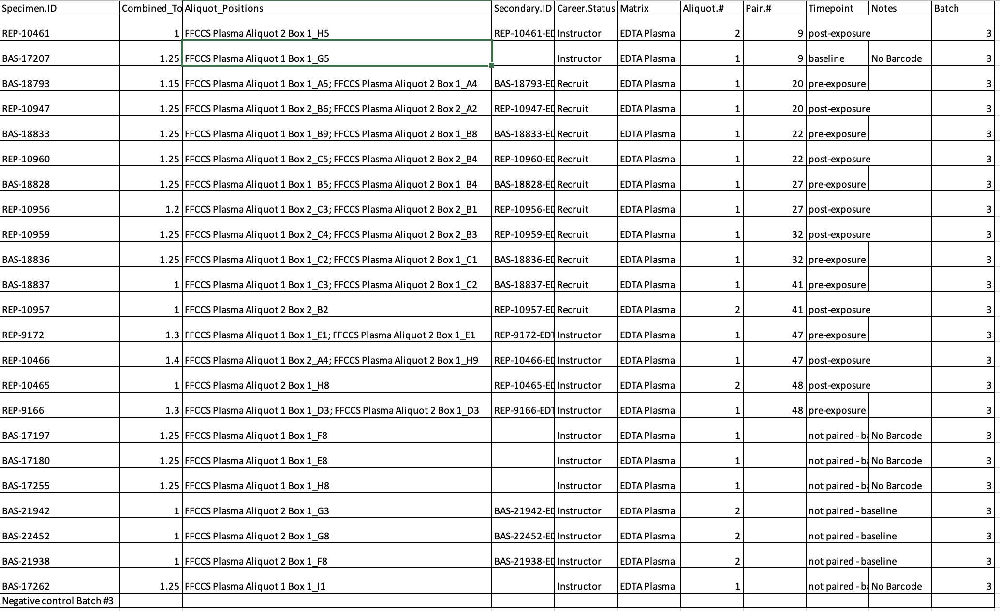 Specimen.ID Combined_To Aliquot_Positions Secondary.ID Career.Status Matrix Aliquot.# Pair.# Timepoint Notes Batch
REP-10461 1 FFCCS Plasma Aliquot 2 Box 1_H5 REP-10461-ED Instructor EDTA Plasma 2 9 post-exposure 3
BAS-17207 1.25 FFCCS Plasma Aliquot 1 Box 1_G5 Instructor EDTA Plasma 1 9 baseline No Barcode 3
BAS-18793 1.15 FFCCS Plasma Aliquot 1 Box 1_A5; FFCCS Plasma Aliquot 2 Box 1_A4 BAS-18793-ED Recruit EDTA Plasma 1 20 pre-exposure 3
REP-10947 1.25 FFCCS Plasma Aliquot 1 Box 2_B6; FFCCS Plasma Aliquot 2 Box 2_A2 REP-10947-ED Recruit EDTA Plasma 1 20 post-exposure 3
BAS-18833 1.25 FFCCS Plasma Aliquot 1 Box 1_B9; FFCCS Plasma Aliquot 2 Box 1_B8 BAS-18833-ED Recruit EDTA Plasma 1 22 pre-exposure 3
REP-10960 1.25 FFCCS Plasma Aliquot 1 Box 2_C5; FFCCS Plasma Aliquot 2 Box 2_B4 REP-10960-ED Recruit EDTA Plasma 1 22 post-exposure 3
BAS-18828 1.25 FFCCS Plasma Aliquot 1 Box 1_B5; FFCCS Plasma Aliquot 2 Box 1_B4 BAS-18828-ED Recruit EDTA Plasma 1 27 pre-exposure 3
REP-10956 1.2 FFCCS Plasma Aliquot 1 Box 2_C3; FFCCS Plasma Aliquot 2 Box 2_B1 REP-10956-ED Recruit EDTA Plasma 1 27 post-exposure 3
REP-10959 1.25 FFCCS Plasma Aliquot 1 Box 2_C4; FFCCS Plasma Aliquot 2 Box 2_B3 REP-10959-ED Recruit EDTA Plasma 1 32 post-exposure 3
BAS-18836 1.25 FFCCS Plasma Aliquot 1 Box 1_C2; FFCCS Plasma Aliquot 2 Box 1_C1 BAS-18836-ED Recruit EDTA Plasma 1 32 pre-exposure 3
BAS-18837 1 FFCCS Plasma Aliquot 1 Box 1_C3; FFCCS Plasma Aliquot 2 Box 1_C2 BAS-18837-ED Recruit EDTA Plasma 1 41 pre-exposure 3
REP-10957 1 FFCCS Plasma Aliquot 2 Box 2_B2 REP-10957-ED Recruit EDTA Plasma 2 41 post-exposure 3
REP-9172 1.3 FFCCS Plasma Aliquot 1 Box 1_E1; FFCCS Plasma Aliquot 2 Box 1_E1 REP-9172-EDT Instructor EDTA Plasma 1 47 pre-exposure 3
REP-10466 1.4 FFCCS Plasma Aliquot 1 Box 2_A4; FFCCS Plasma Aliquot 2 Box 1_H9 REP-10466-ED Instructor EDTA Plasma 1 47 post-exposure 3
REP-10465 1 FFCCS Plasma Aliquot 2 Box 1_H8 REP-10465-ED Instructor EDTA Plasma 2 48 post-exposure 3
REP-9166 1.3 FFCCS Plasma Aliquot 1 Box 1_D3; FFCCS Plasma Aliquot 2 Box 1_D3 REP-9166-EDT Instructor EDTA Plasma 1 48 pre-exposure 3
BAS-17197 1.25 FFCCS Plasma Aliquot 1 Box 1_F8 Instructor EDTA Plasma 1 not paired - ba No Barcode 3
BAS-17180 1.25 FFCCS Plasma Aliquot 1 Box 1_E8 Instructor EDTA Plasma 1 not paired - ba No Barcode 3
BAS-17255 1.25 FFCCS Plasma Aliquot 1 Box 1_H8 Instructor EDTA Plasma 1 not paired - ba No Barcode 3
BAS-21942 1 FFCCS Plasma Aliquot 2 Box 1_G3 BAS-21942-ED Instructor EDTA Plasma 2 not paired - baseline 3
BAS-22452 1 FFCCS Plasma Aliquot 2 Box 1_G8 BAS-22452-ED Instructor EDTA Plasma 2 not paired - baseline 3
BAS-21938 1 FFCCS Plasma Aliquot 2 Box 1_F8 BAS-21938-ED Instructor EDTA Plasma 2 not paired - baseline 3
BAS-17262 1.25 FFCCS Plasma Aliquot 1 Box 1_I1 Instructor EDTA Plasma 1 not paired - ba No Barcode 3
Negative control Batch #3